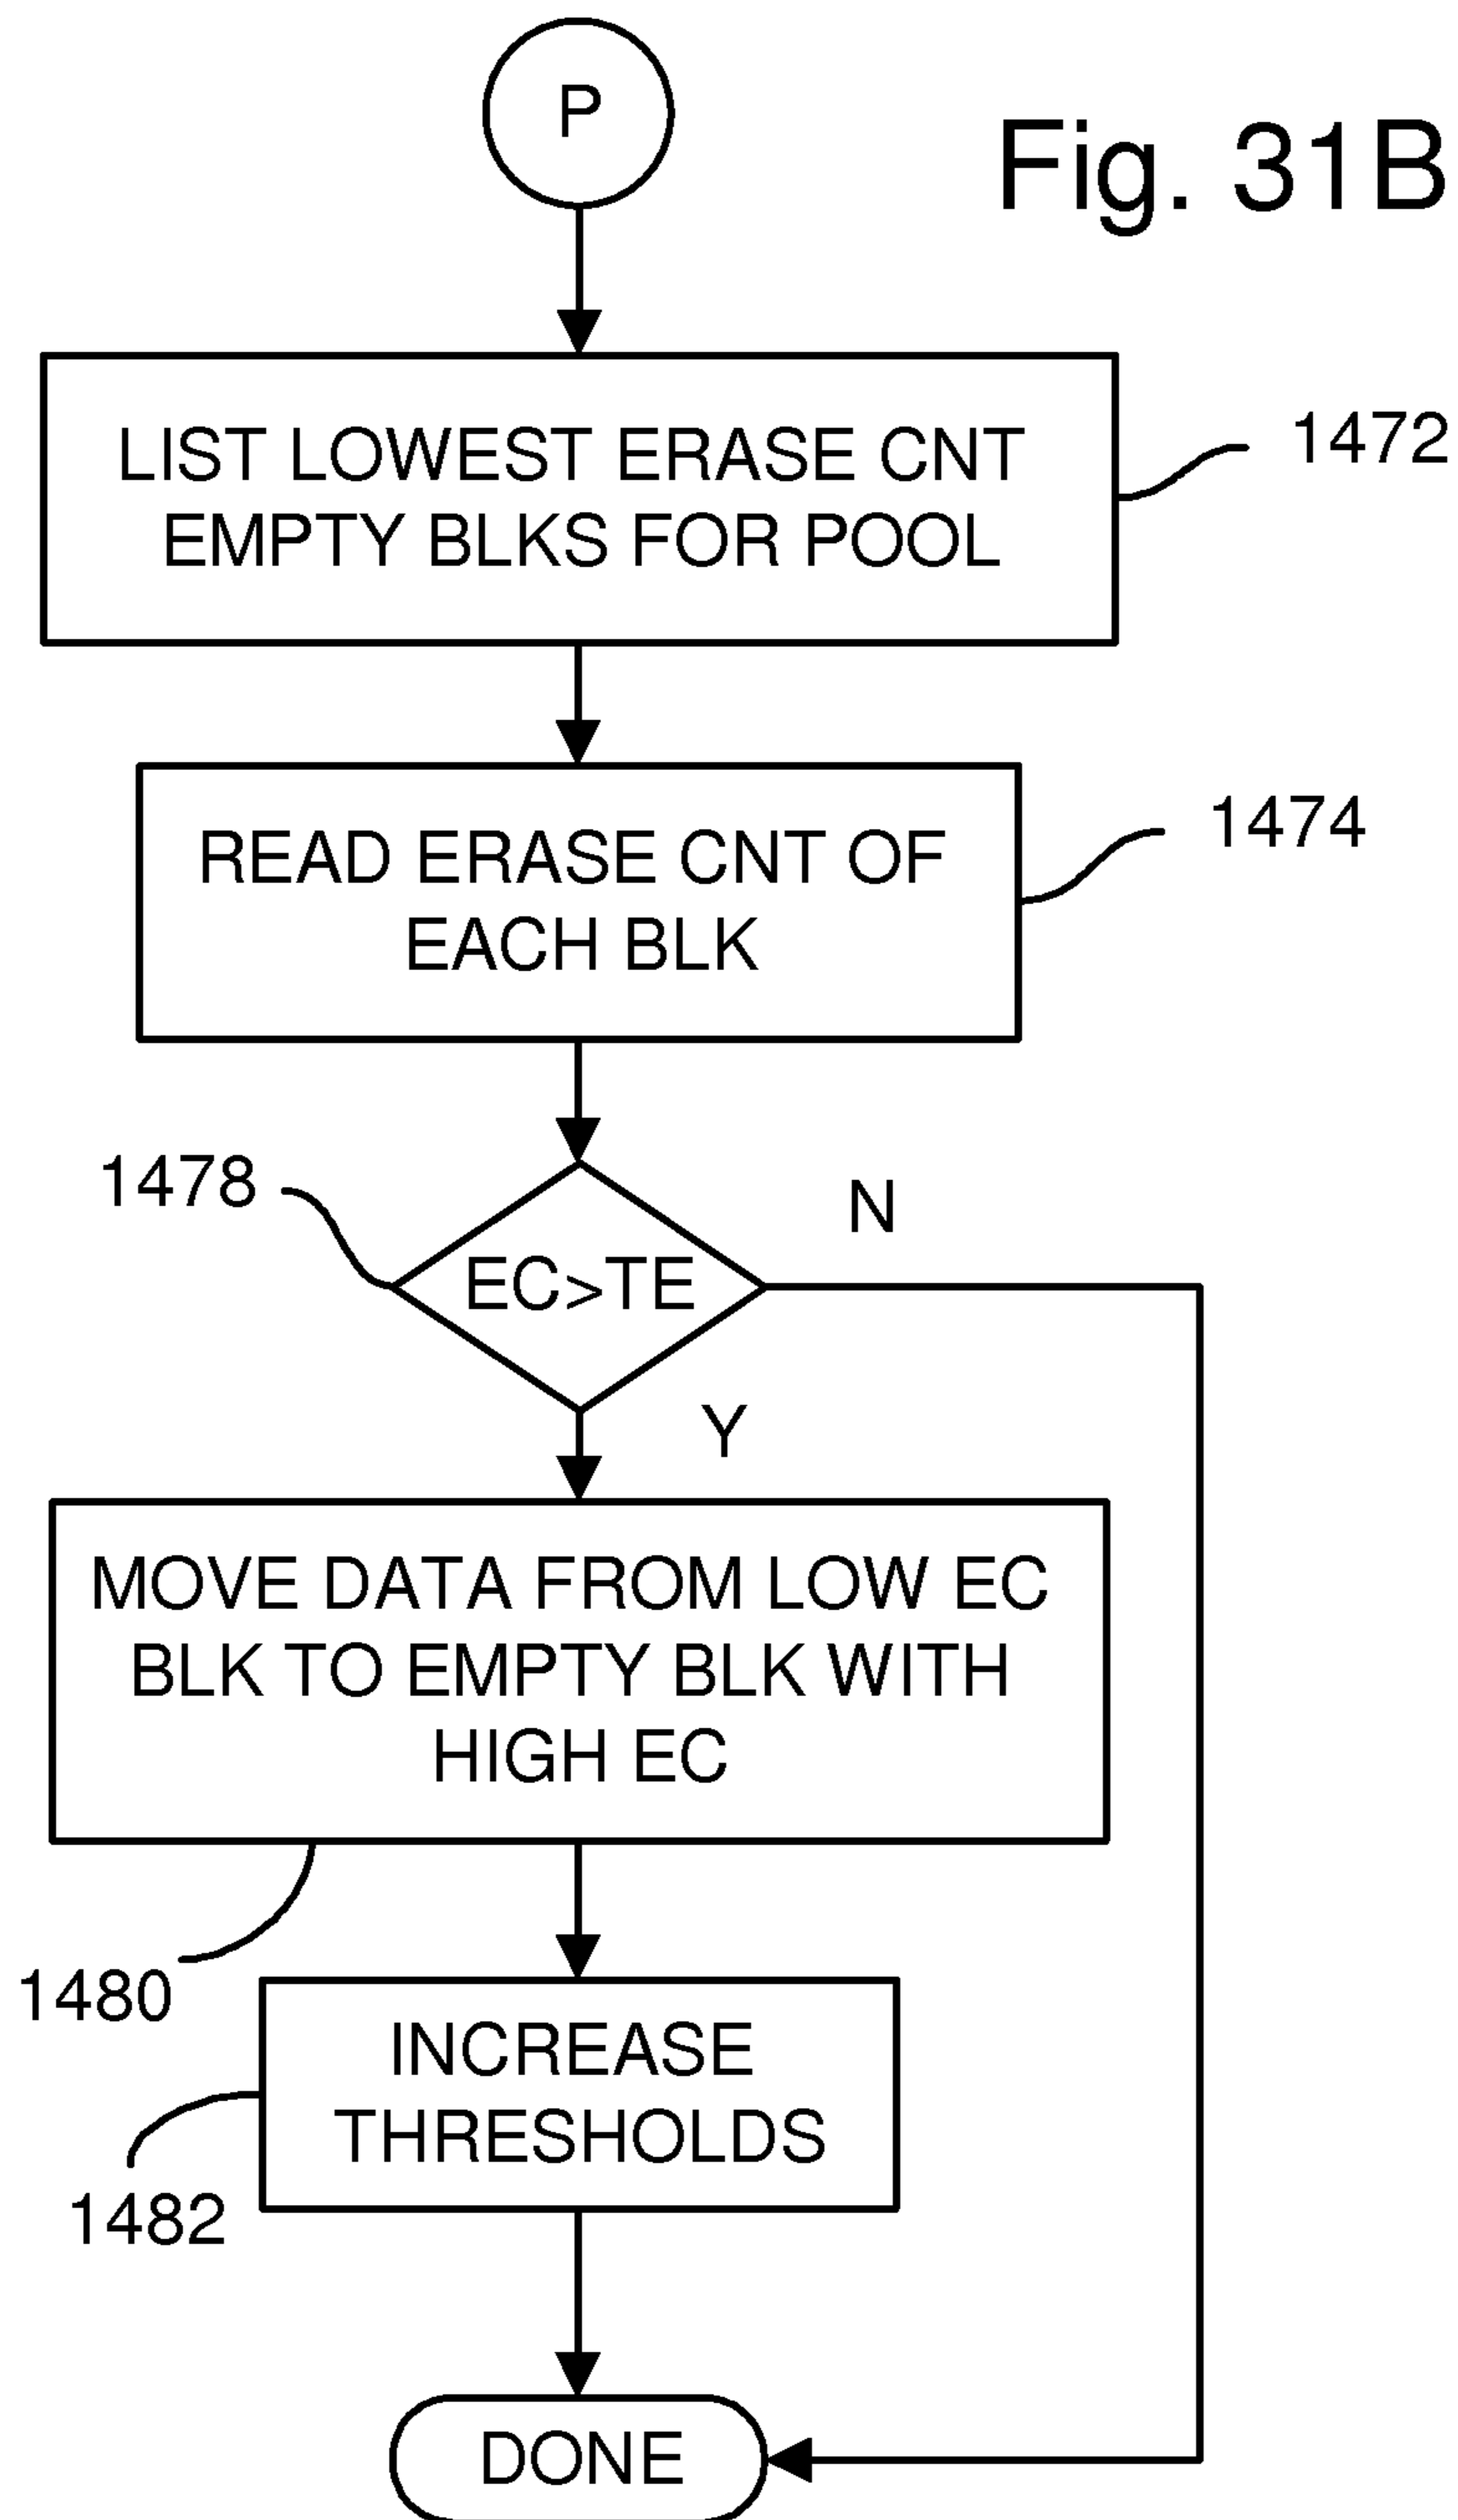 P
Fig. 31B
LIST LOWEST ERASE CNT
EMPTY BLKS FOR POOL
1472
READ ERASE CNT OF
EACH BLK
1474
1478
EC>TE
N
Y
MOVE DATA FROM LOW EC
BLK TO EMPTY BLK WITH
HIGH EC
1480
INCREASE
THRESHOLDS
1482
DONE